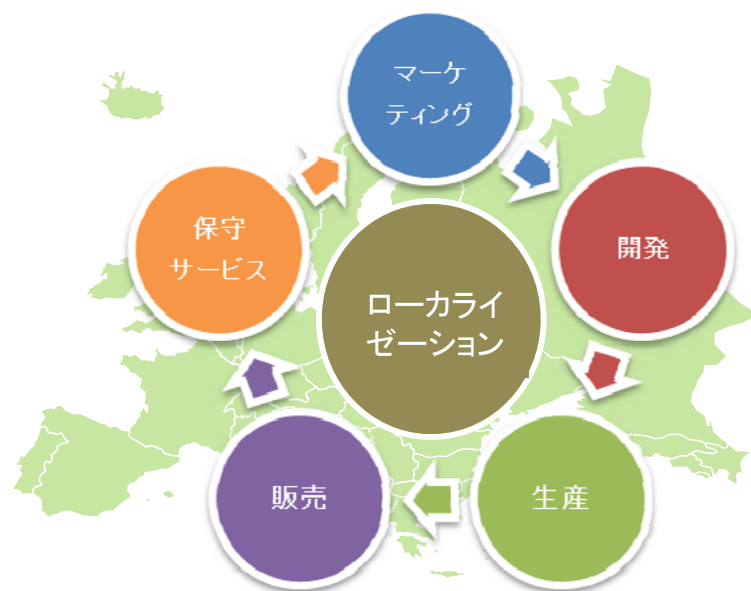 マーケ
ティング
開発
生産
販売
保守
サービス
ローカライ
ゼーション